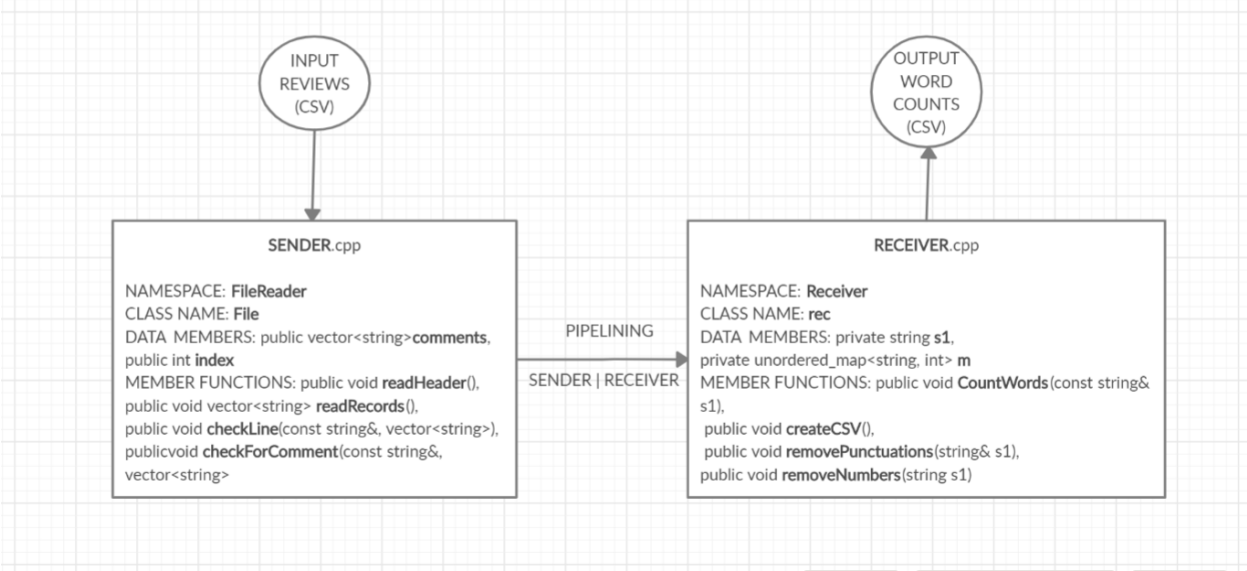 INPUT
REVIEWS
(CSV)
OUTPUT
WORD
COUNTS
(CSV)
SENDER.cpp
NAMESPACE: FileReader
CLASS NAME: File
DATA MEMBERS: public vector<string>comments,
public int index
MEMBER FUNCTIONS: public void readHeader(),
public void vector<string> readRecords(),
public void checkLine(const string&, vector<string>),
publicvoid checkForComment(const string&,
vector<string>
PIPELINING
SENDER | RECEIVER
RECEIVER.cpp
NAMESPACE: Receiver
CLASS NAME: rec
DATA MEMBERS: private string s1,
private unordered_map<string, int> m
MEMBER FUNCTIONS: public void CountWords(const string&
s1),
public void createCSV(),
public void removePunctuations(string& s1),
public void removeNumbers(string s1)